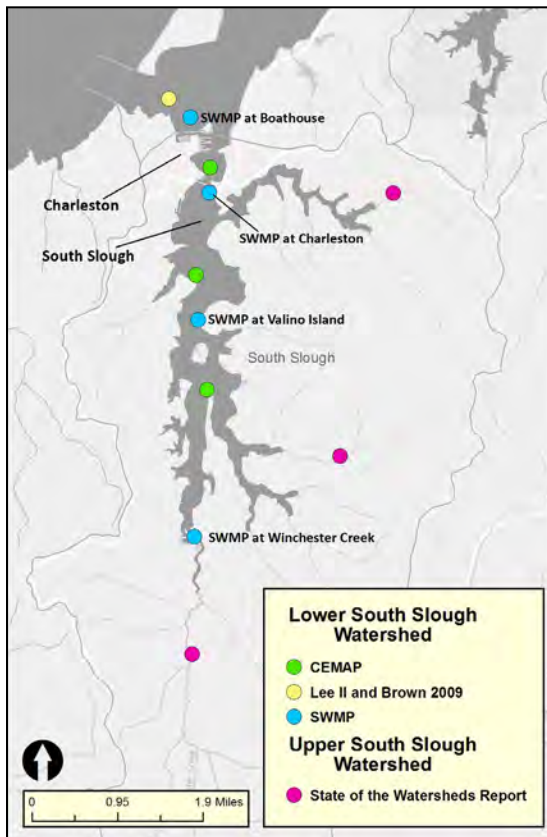 SWMP at Boathouse
Charleston
SWMP at Charleston
South Slough
SWMP at Valino Island
South Slough
SWMP at Winchester Creek
Lower South Slough
Watershed
CEMAP
Lee II and Brown 2009
SWMP
Upper South Slough
Watershed
State of the Watersheds Report
0 0.95 1.9 Miles